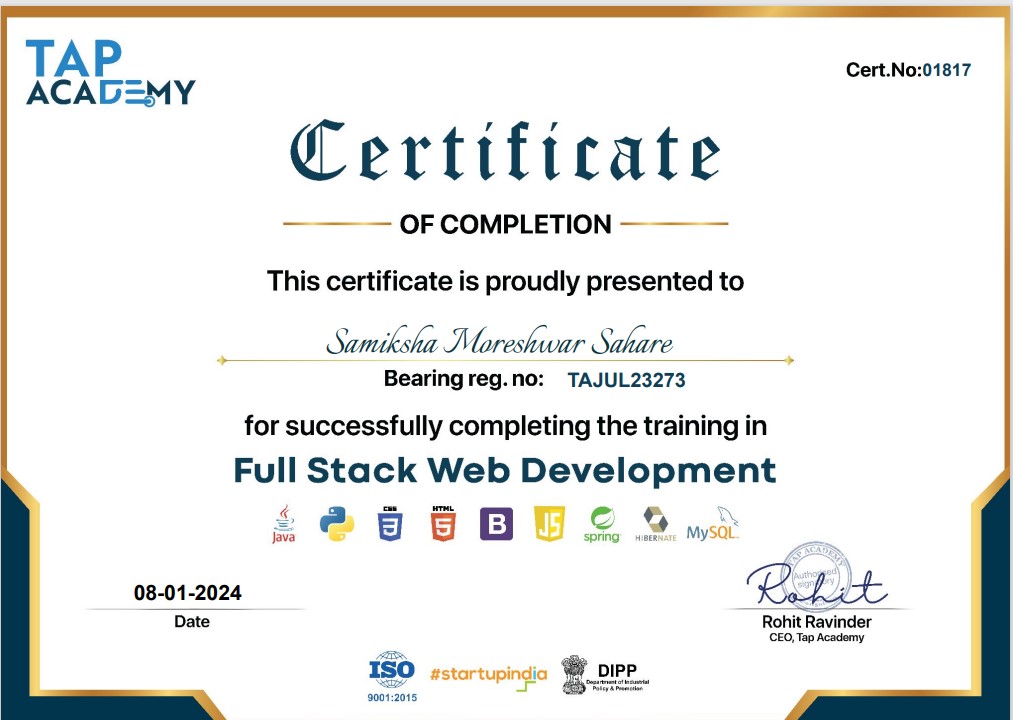 TAP
ACADEMY
Cert.No:01817
Certificate
OF COMPLETION
This certificate is proudly presented to
Samiksha Moreshwar Sahare
Bearing reg. no: TAJUL23273
for successfully completing the training in
Full Stack Web Development
Java
CSS
3
HTML
5
B
JS
spring
HIBERNATE
MySQL
TAP ACADEMY
Authorised
signatory
Rohit
08-01-2024
Date
Rohit Ravinder
CEO, Tap Academy
ISO
9001:2015
#startupindia
DIPP
Department of Industrial
Policy & Promotion